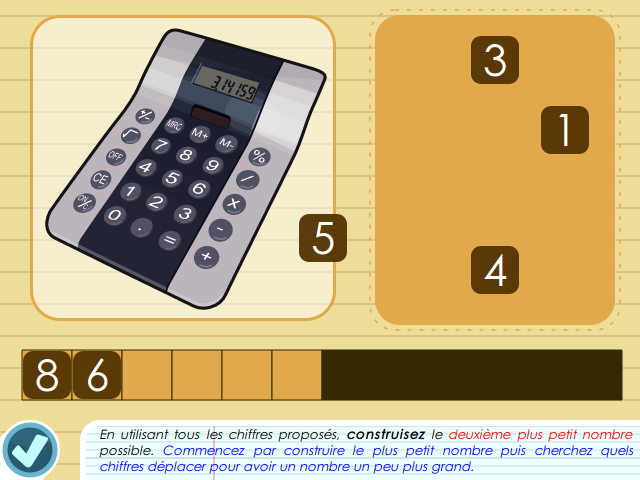 3.14159
+/- MRC M+ M- %
√ 7 8 9 /
OFF 4 5 6 x
CE 1 2 3 -
ON/C 0 . = +
3
1
5
4
8 6
En utilisant tous les chiffres proposés, construisez le deuxième plus petit nombre
possible. Commencez par construire le plus petit nombre puis cherchez quels
chiffres déplacer pour avoir un nombre un peu plus grand.